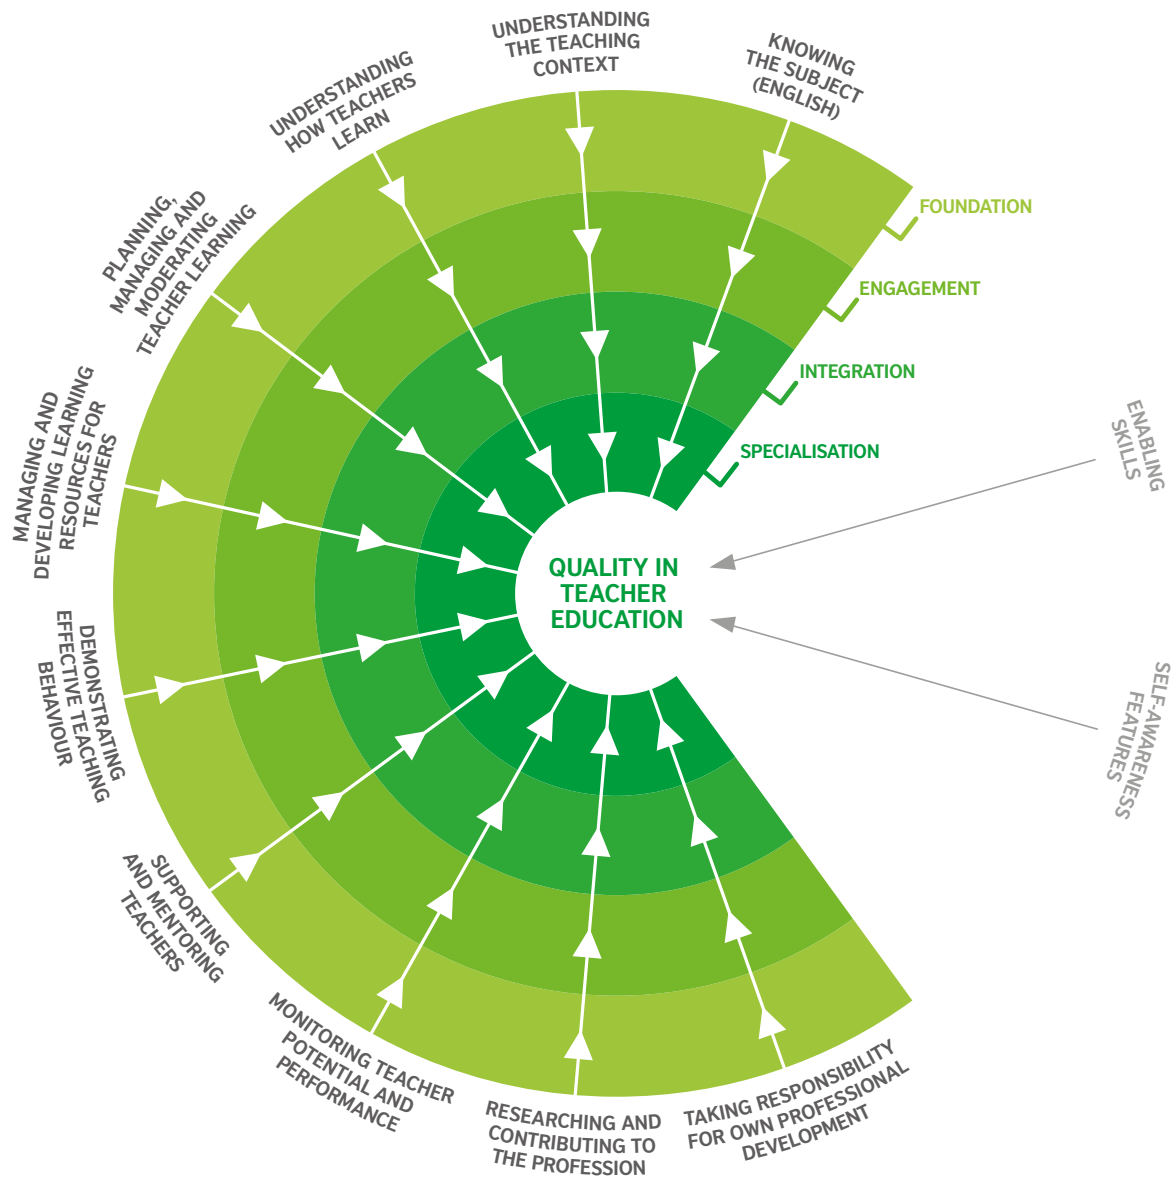 UNDERSTANDING
THE TEACHING
CONTEXT
KNOWING
THE SUBJECT
(ENGLISH)
UNDERSTANDING
HOW TEACHERS
LEARN
PLANNING,
MANAGING AND
MODERATING
TEACHER LEARNING
MANAGING AND
DEVELOPING LEARNING
RESOURCES FOR
TEACHERS
DEMONSTRATING
EFFECTIVE TEACHING
BEHAVIOUR
SUPPORTING
AND MENTORING
TEACHERS
MONITORING TEACHER
POTENTIAL AND
PERFORMANCE
RESEARCHING AND
CONTRIBUTING TO
THE PROFESSION
TAKING RESPONSIBILITY
FOR OWN PROFESSIONAL
DEVELOPMENT
FOUNDATION
ENGAGEMENT
INTEGRATION
SPECIALISATION
QUALITY IN
TEACHER
EDUCATION
ENABLING
SKILLS
SELF-AWARENESS
FEATURES